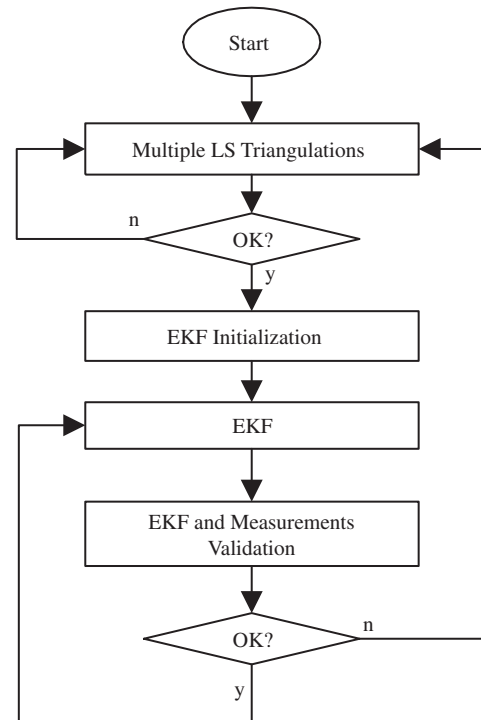 Start
Multiple LS Triangulations
n
OK?
y
EKF Initialization
EKF
EKF and Measurements
Validation
OK?
n
y